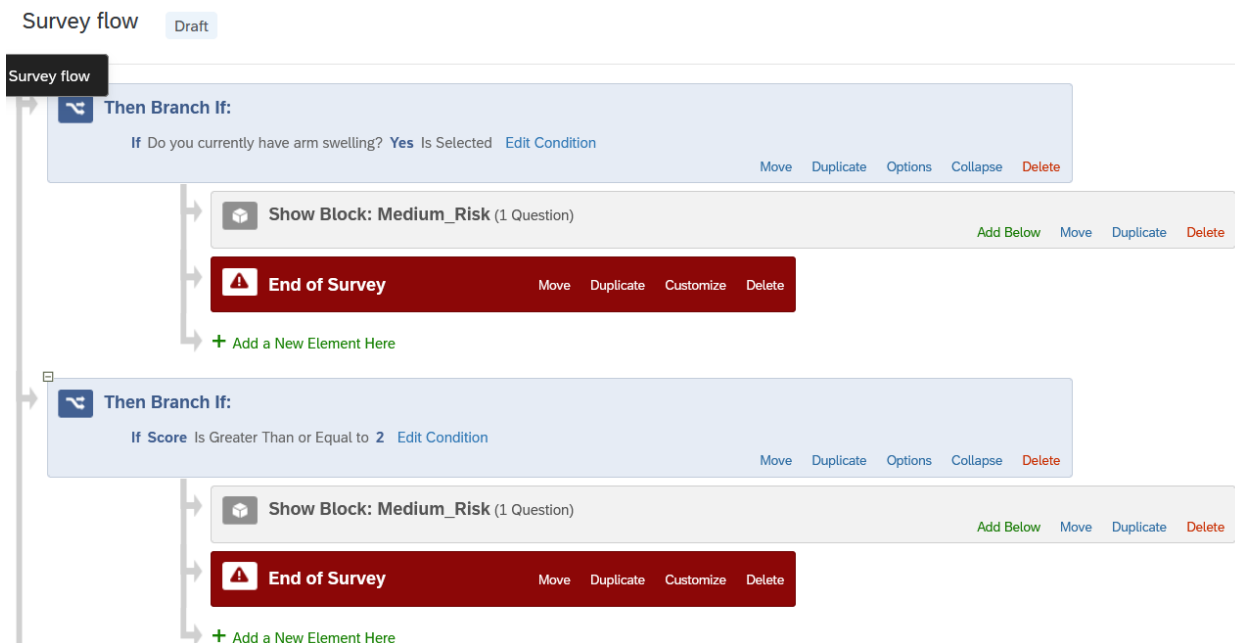 Survey flow Draft
Survey flow
Then Branch If:
If Do you currently have arm swelling? Yes Is Selected Edit Condition
Move Duplicate Options Collapse Delete
Show Block: Medium_Risk (1 Question)
Add Below Move Duplicate Delete
End of Survey Move Duplicate Customize Delete
+ Add a New Element Here
Then Branch If:
If Score Is Greater Than or Equal to 2 Edit Condition
Move Duplicate Options Collapse Delete
Show Block: Medium_Risk (1 Question)
Add Below Move Duplicate Delete
End of Survey Move Duplicate Customize Delete
+ Add a New Element Here